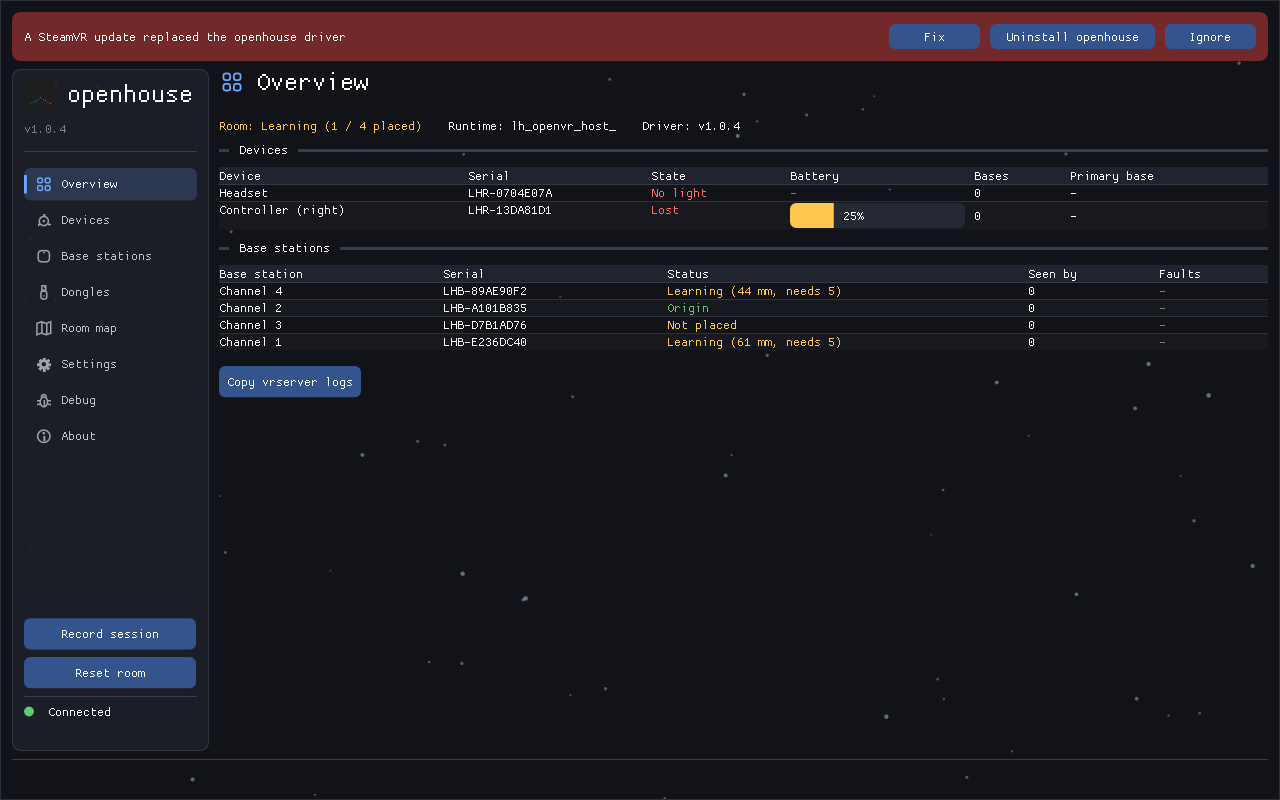 A SteamVR update replaced the openhouse driver
Fix
Uninstall openhouse
Ignore
openhouse
v1.0.4
Overview
Devices
Base stations
Dongles
Room map
Settings
Debug
About
Record session
Reset room
Connected
Overview
Room: Learning (1 / 4 placed) Runtime: lh_openvr_host_ Driver: v1.0.4
Devices
Device Serial State Battery Bases Primary base
Headset LHR-0704E07A No light - 0 -
Controller (right) LHR-13DA81D1 Lost 25% 0 -
Base stations
Base station Serial Status Seen by Faults
Channel 4 LHB-89AE90F2 Learning (44 mm, needs 5) 0 -
Channel 2 LHB-A101B835 Origin 0 -
Channel 3 LHB-D7B1AD76 Not placed 0 -
Channel 1 LHB-E236DC40 Learning (61 mm, needs 5) 0 -
Copy vrserver logs